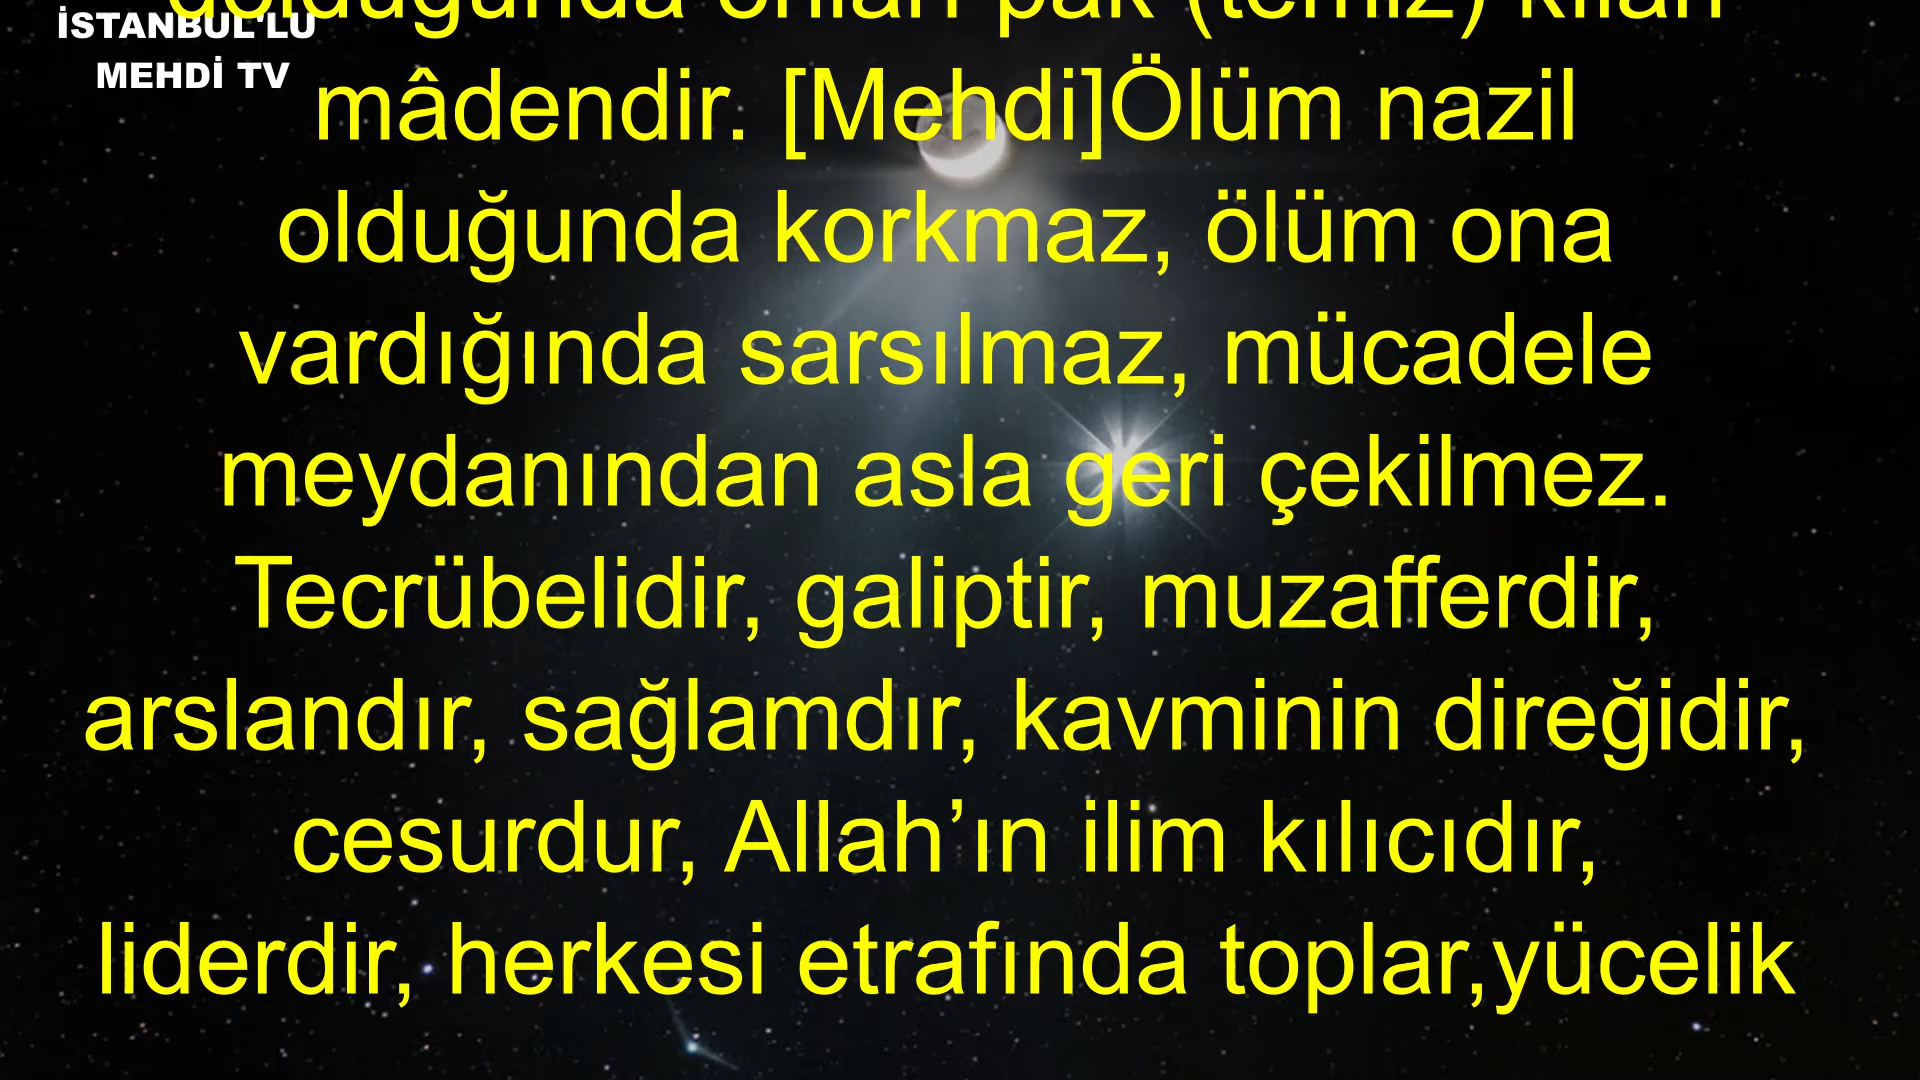 İSTANBUL'LU
MEHDİ TV
olduğunda onları pak (temiz) kılan
mâdendir. [Mehdi]Ölüm nazil
olduğunda korkmaz, ölüm ona
vardığında sarsılmaz, mücadele
meydanından asla geri çekilmez.
Tecrübelidir, galiptir, muzafferdir,
arslandır, sağlamdır, kavminin direğidir,
cesurdur, Allah’ın ilim kılıcıdır,
liderdir, herkesi etrafında toplar,yücelik